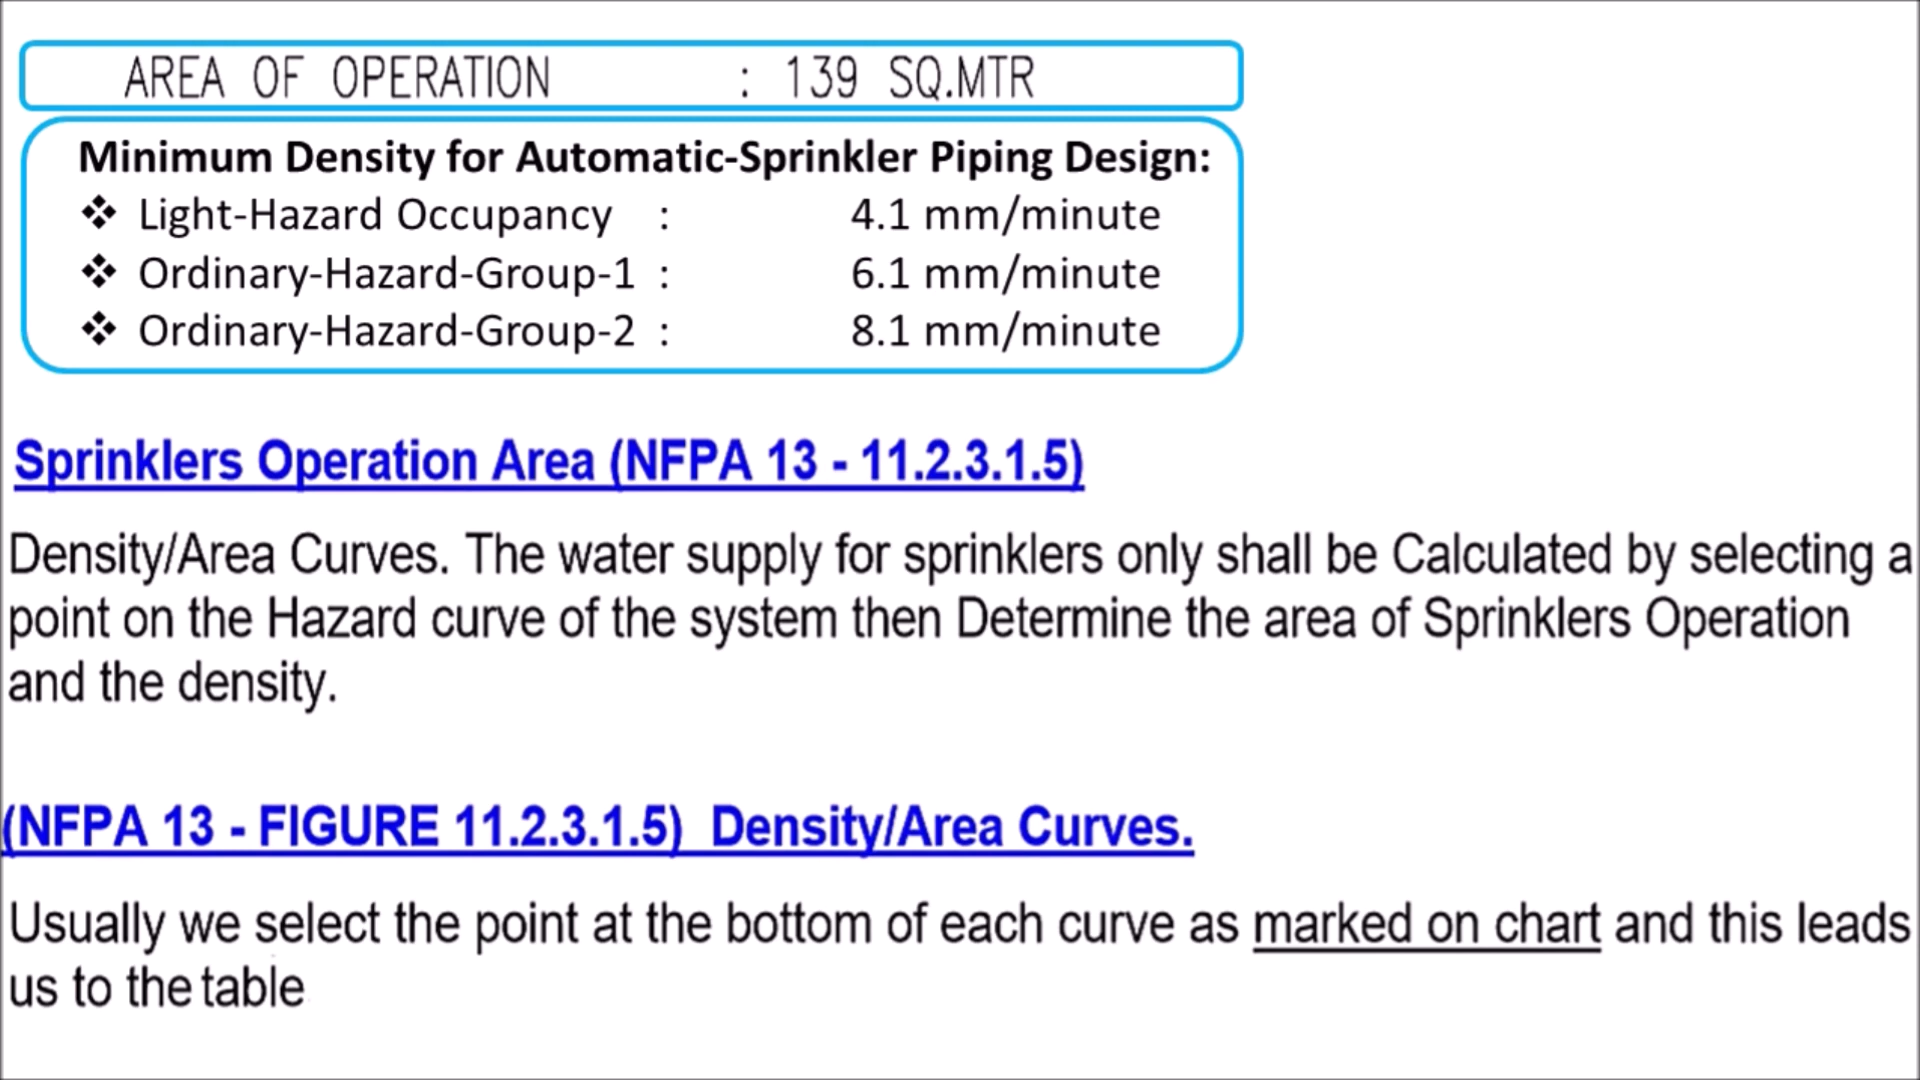 AREA OF OPERATION : 139 SQ.MTR
Minimum Density for Automatic-Sprinkler Piping Design:
❖ Light-Hazard Occupancy : 4.1 mm/minute
❖ Ordinary-Hazard-Group-1 : 6.1 mm/minute
❖ Ordinary-Hazard-Group-2 : 8.1 mm/minute
Sprinklers Operation Area (NFPA 13 - 11.2.3.1.5)
Density/Area Curves. The water supply for sprinklers only shall be Calculated by selecting a
point on the Hazard curve of the system then Determine the area of Sprinklers Operation
and the density.
(NFPA 13 - FIGURE 11.2.3.1.5) Density/Area Curves.
Usually we select the point at the bottom of each curve as marked on chart and this leads
us to the table